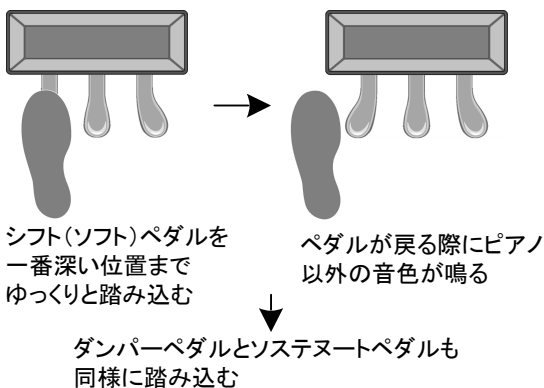 シフト（ソフト）ペダルを
一番深い位置まで
ゆっくりと踏み込む
ペダルが戻る際にピアノ
以外の音色が鳴る
ダンパーペダルとソステヌートペダルも
同様に踏み込む